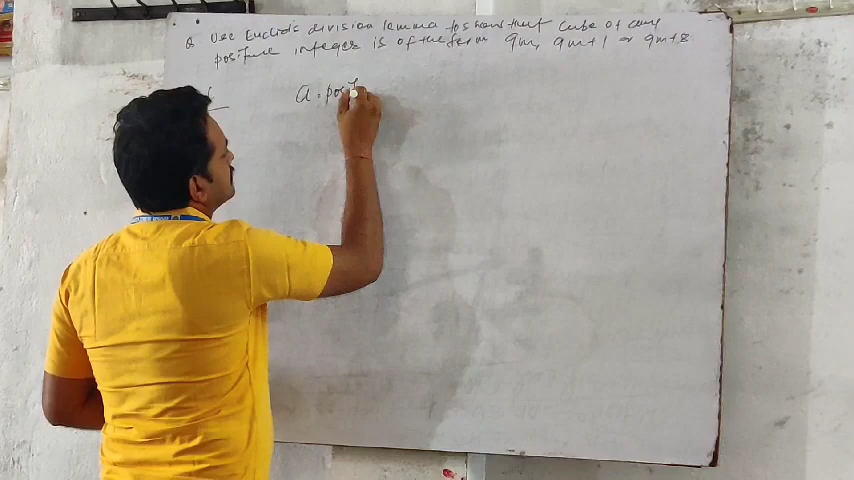 Q Use Euclid's division lemma to show that cube of any
positive integer is of the form 9m, 9m+1 or 9m+8
a. posi